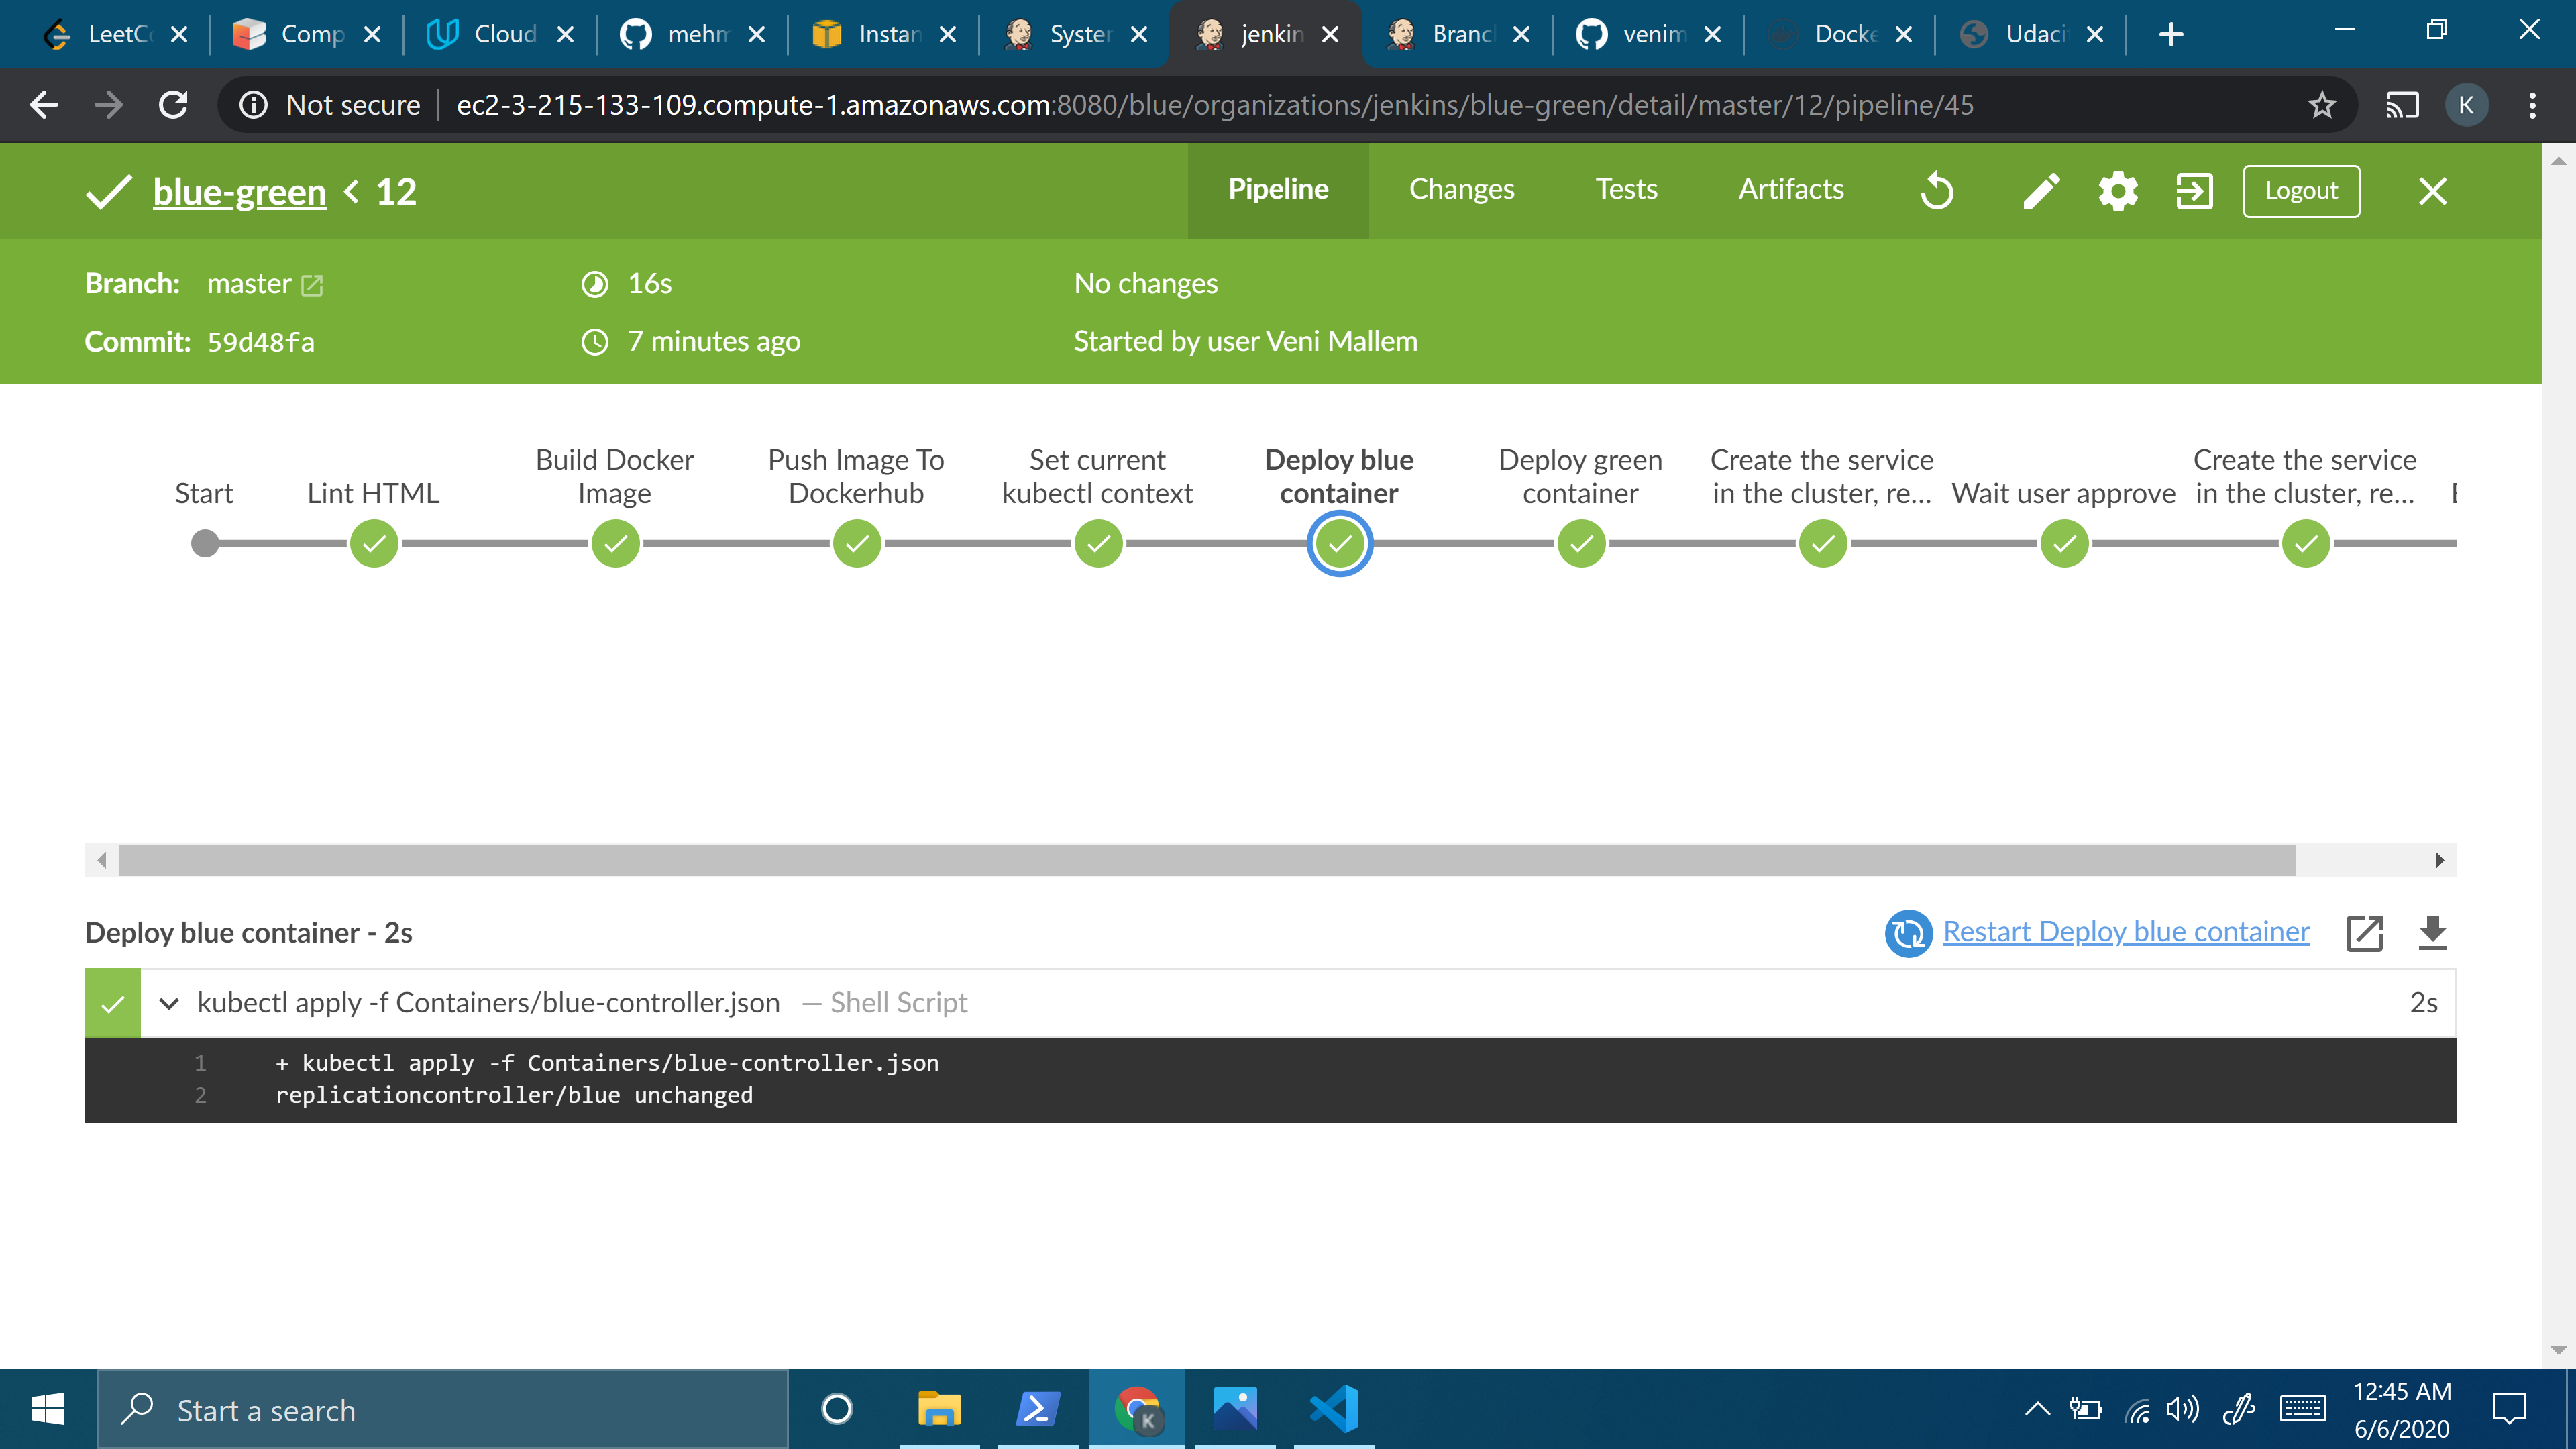 LeetCo
Comp
Cloud
mehm
Instan
System
jenkin
Branc
venim
Docke
Udaci
Not secure
ec2-3-215-133-109.compute-1.amazonaws.com:8080/blue/organizations/jenkins/blue-green/detail/master/12/pipeline/45
K
blue-green < 12
Pipeline
Changes
Tests
Artifacts
Logout
Branch: master
16s
No changes
Commit: 59d48fa
7 minutes ago
Started by user Veni Mallem
Start
Lint HTML
Build Docker
Image
Push Image To
Dockerhub
Set current
kubectl context
Deploy blue
container
Deploy green
container
Create the service
in the cluster, re...
Wait user approve
Create the service
in the cluster, re...
Deploy blue container - 2s
Restart Deploy blue container
kubectl apply -f Containers/blue-controller.json — Shell Script
2s
1 + kubectl apply -f Containers/blue-controller.json
2 replicationcontroller/blue unchanged
Start a search
K
12:45 AM
6/6/2020